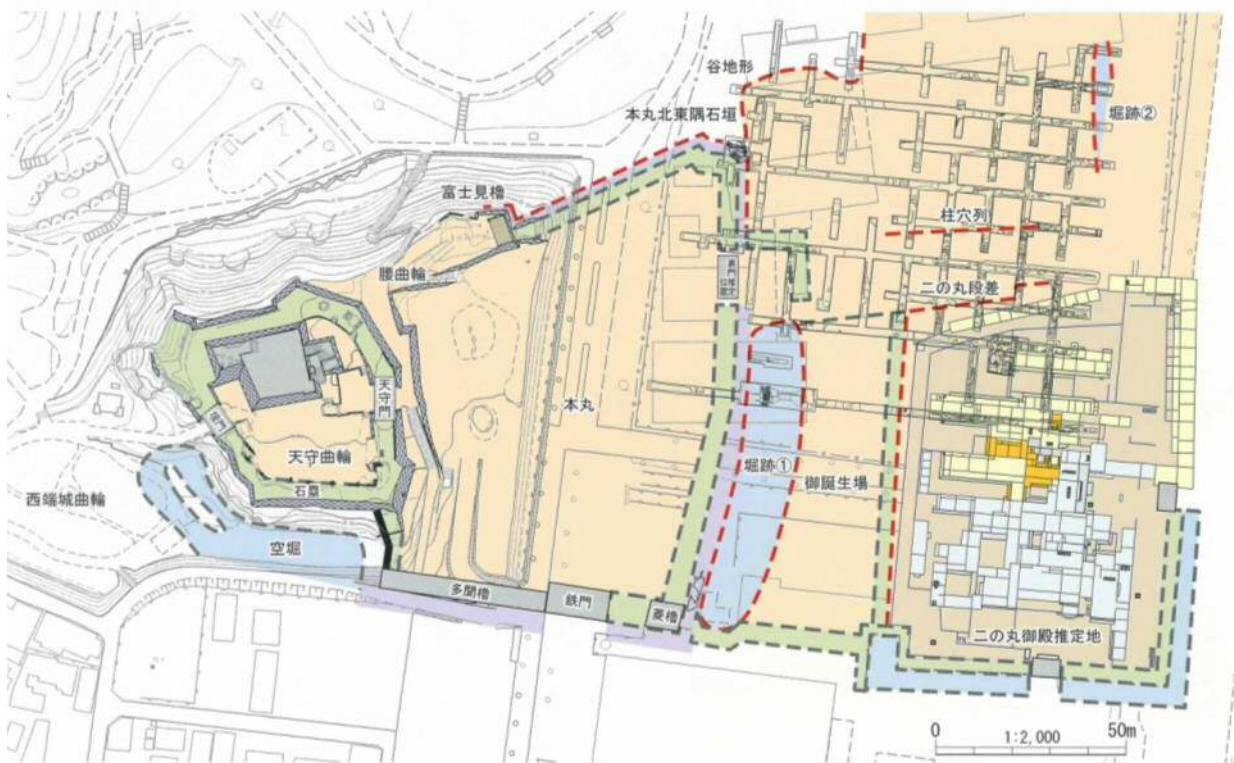 谷地形
本丸北東隅石垣
堀跡②
富士見櫓
柱穴列
腰曲輪
二の丸段差
天守門
本丸
天守曲輪
堀跡①
御誕生場
石塁
西端城曲輪
空堀
多聞櫓
鉄門
菱櫓
二の丸御殿推定地
0
50m
1:2,000